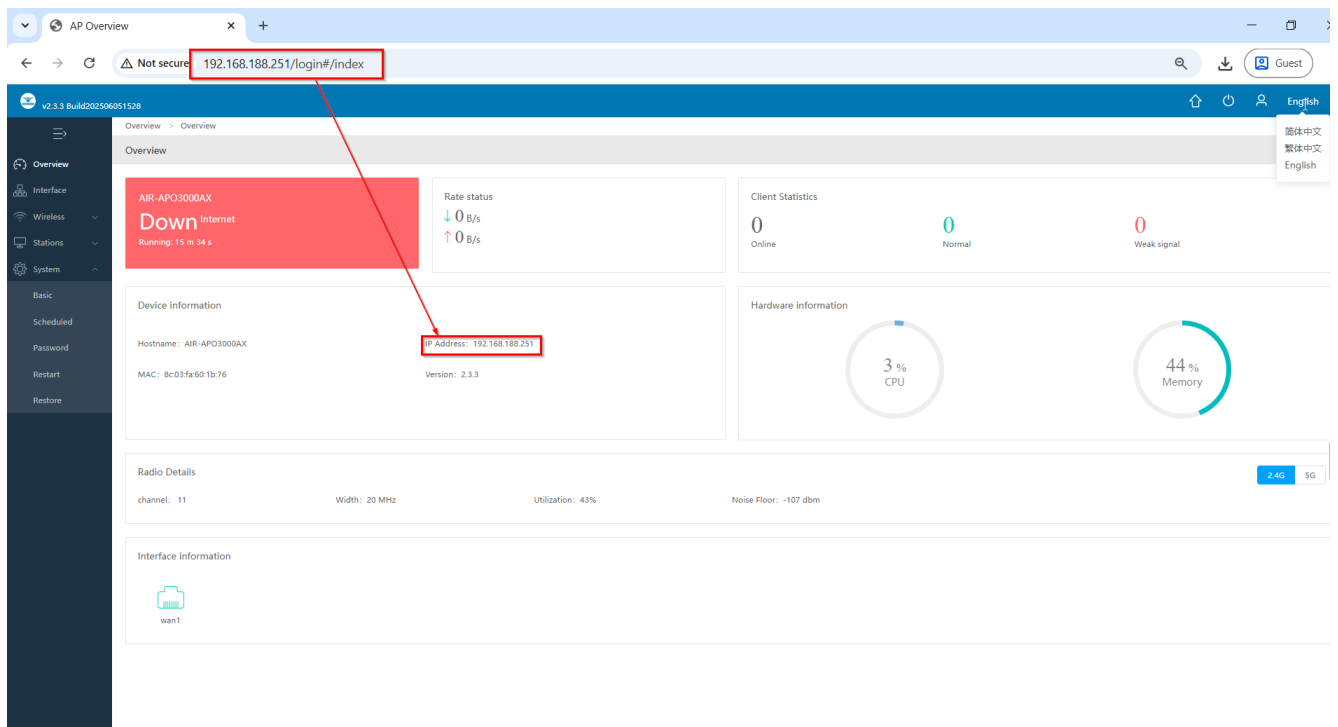 AP Overview
Not secure 192.168.188.251/login#/index
Guest
v2.3.3 Build202506051528
English
简体中文
繁体中文
English
Overview > Overview
Overview
Overview
Interface
Wireless
Stations
System
Basic
Scheduled
Password
Restart
Restore
AIR-APO3000AX
Down Internet
Running: 15 m 34 s
Rate status
↓ 0 B/s
↑ 0 B/s
Client Statistics
0 0 0
Online Normal Weak signal
Device information
Hostname: AIR-APO3000AX IP Address: 192.168.188.251
MAC: 8c:03:fa:60:1b:76 Version: 2.3.3
Hardware information
3 %
CPU
44 %
Memory
Radio Details
2.4G 5G
channel: 11 Width: 20 MHz Utilization: 43% Noise Floor: -107 dbm
Interface information
wan1